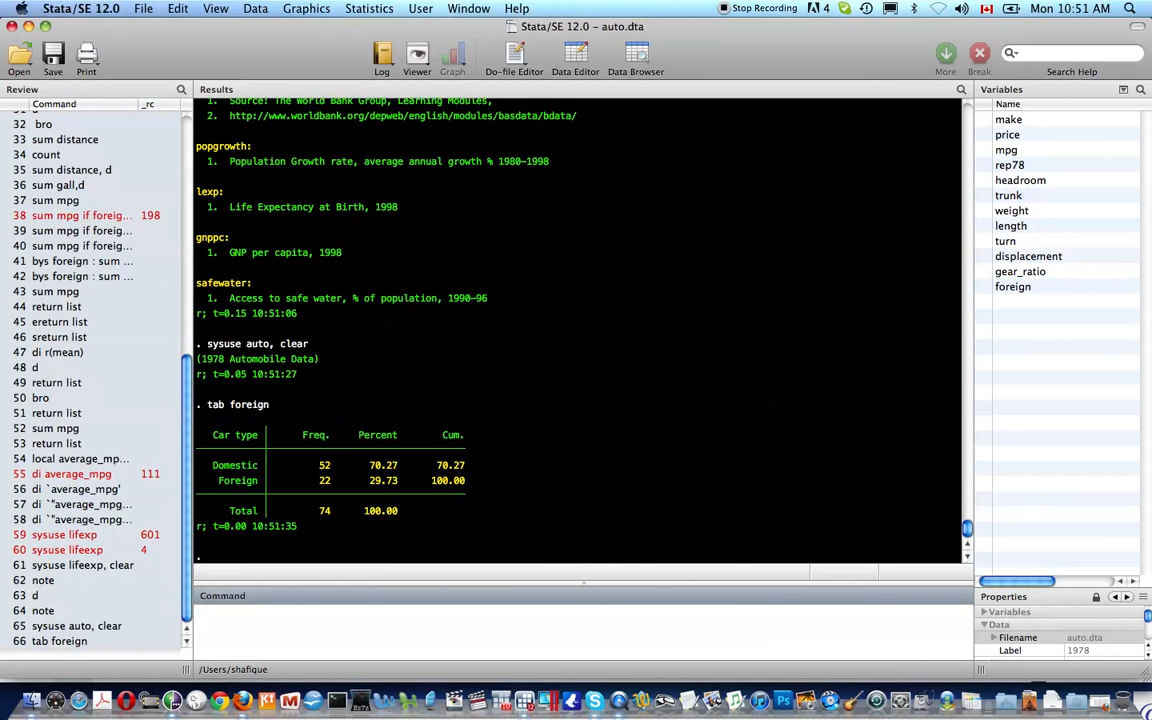 Stata/SE 12.0 File Edit View Data Graphics Statistics User Window Help Stop Recording 4 Mon 10:51 AM
Stata/SE 12.0 – auto.dta
Open Save Print Log Viewer Graph Do-file Editor Data Editor Data Browser More Break Search Help
Review
Command _rc
32 bro
33 sum distance
34 count
35 sum distance, d
36 sum gall,d
37 sum mpg
38 sum mpg if foreig... 198
39 sum mpg if foreig...
40 sum mpg if foreig...
41 bys foreign : sum ...
42 bys foreign : sum ...
43 sum mpg
44 return list
45 ereturn list
46 sreturn list
47 di r(mean)
48 d
49 return list
50 bro
51 return list
52 sum mpg
53 return list
54 local average_mp...
55 di average_mpg 111
56 di `average_mpg'
57 di `"average_mpg...
58 di `"average_mpg...
59 sysuse lifexp 601
60 sysuse lifeexp 4
61 sysuse lifeexp, clear
62 note
63 d
64 note
65 sysuse auto, clear
66 tab foreign
Results
1. Source: The World Bank Group, Learning Modules,
2. http://www.worldbank.org/depweb/english/modules/basdata/bdata/
popgrowth:
1. Population Growth rate, average annual growth % 1980-1998
lexp:
1. Life Expectancy at Birth, 1998
gnppc:
1. GNP per capita, 1998
safewater:
1. Access to safe water, % of population, 1990-96
r; t=0.15 10:51:06
. sysuse auto, clear
(1978 Automobile Data)
r; t=0.05 10:51:27
. tab foreign
Car type Freq. Percent Cum.
Domestic 52 70.27 70.27
Foreign 22 29.73 100.00
Total 74 100.00
r; t=0.00 10:51:35
.
Command
/Users/shafique
Variables
Name
make
price
mpg
rep78
headroom
trunk
weight
length
turn
displacement
gear_ratio
foreign
Properties
Variables
Data
Filename auto.dta
Label 1978